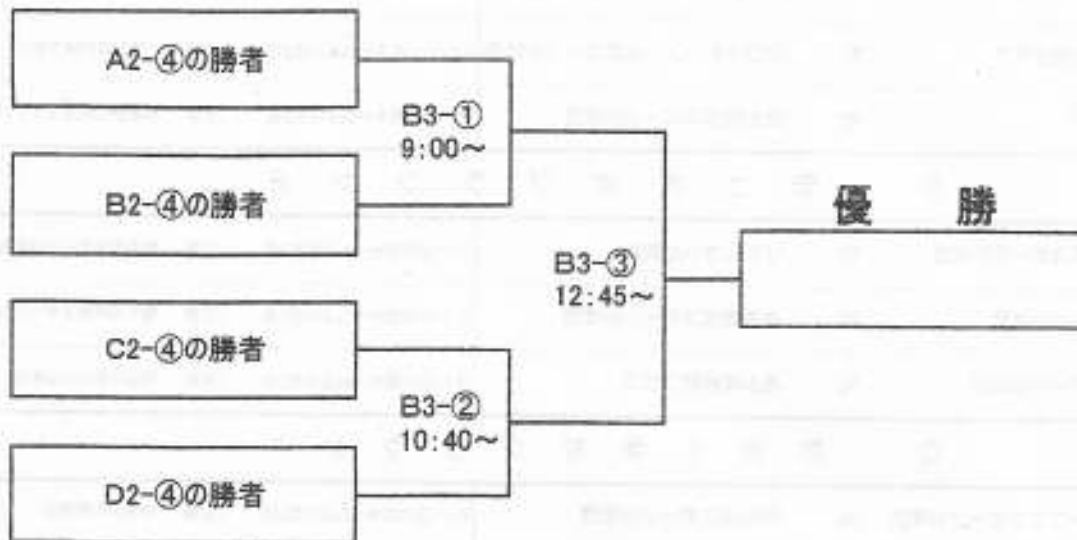 A2-④の勝者
B3-①
9:00～
B2-④の勝者
優　勝
B3-③
12:45～
C2-④の勝者
B3-②
10:40～
D2-④の勝者